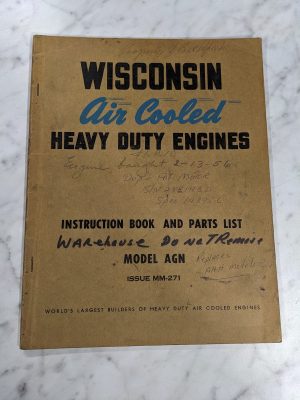 WISCONSIN
Air Cooled
HEAVY DUTY ENGINES
Engine bought 2-13-56
INSTRUCTION BOOK AND PARTS LIST
WAREHOUSE DO NOT Remove
MODEL AGN
Replaces
ISSUE MM-271
WORLD'S LARGEST BUILDERS OF HEAVY DUTY AIR COOLED ENGINES